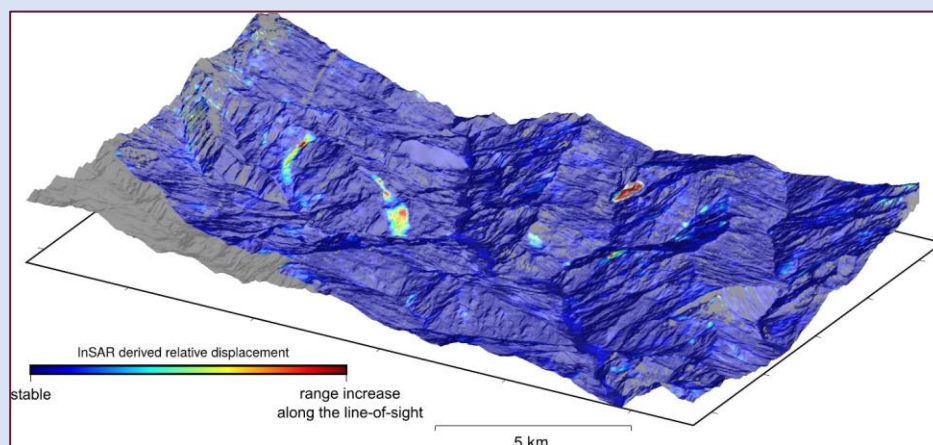 InSAR derived relative displacement
stable
range increase
along the line-of-sight
5 km